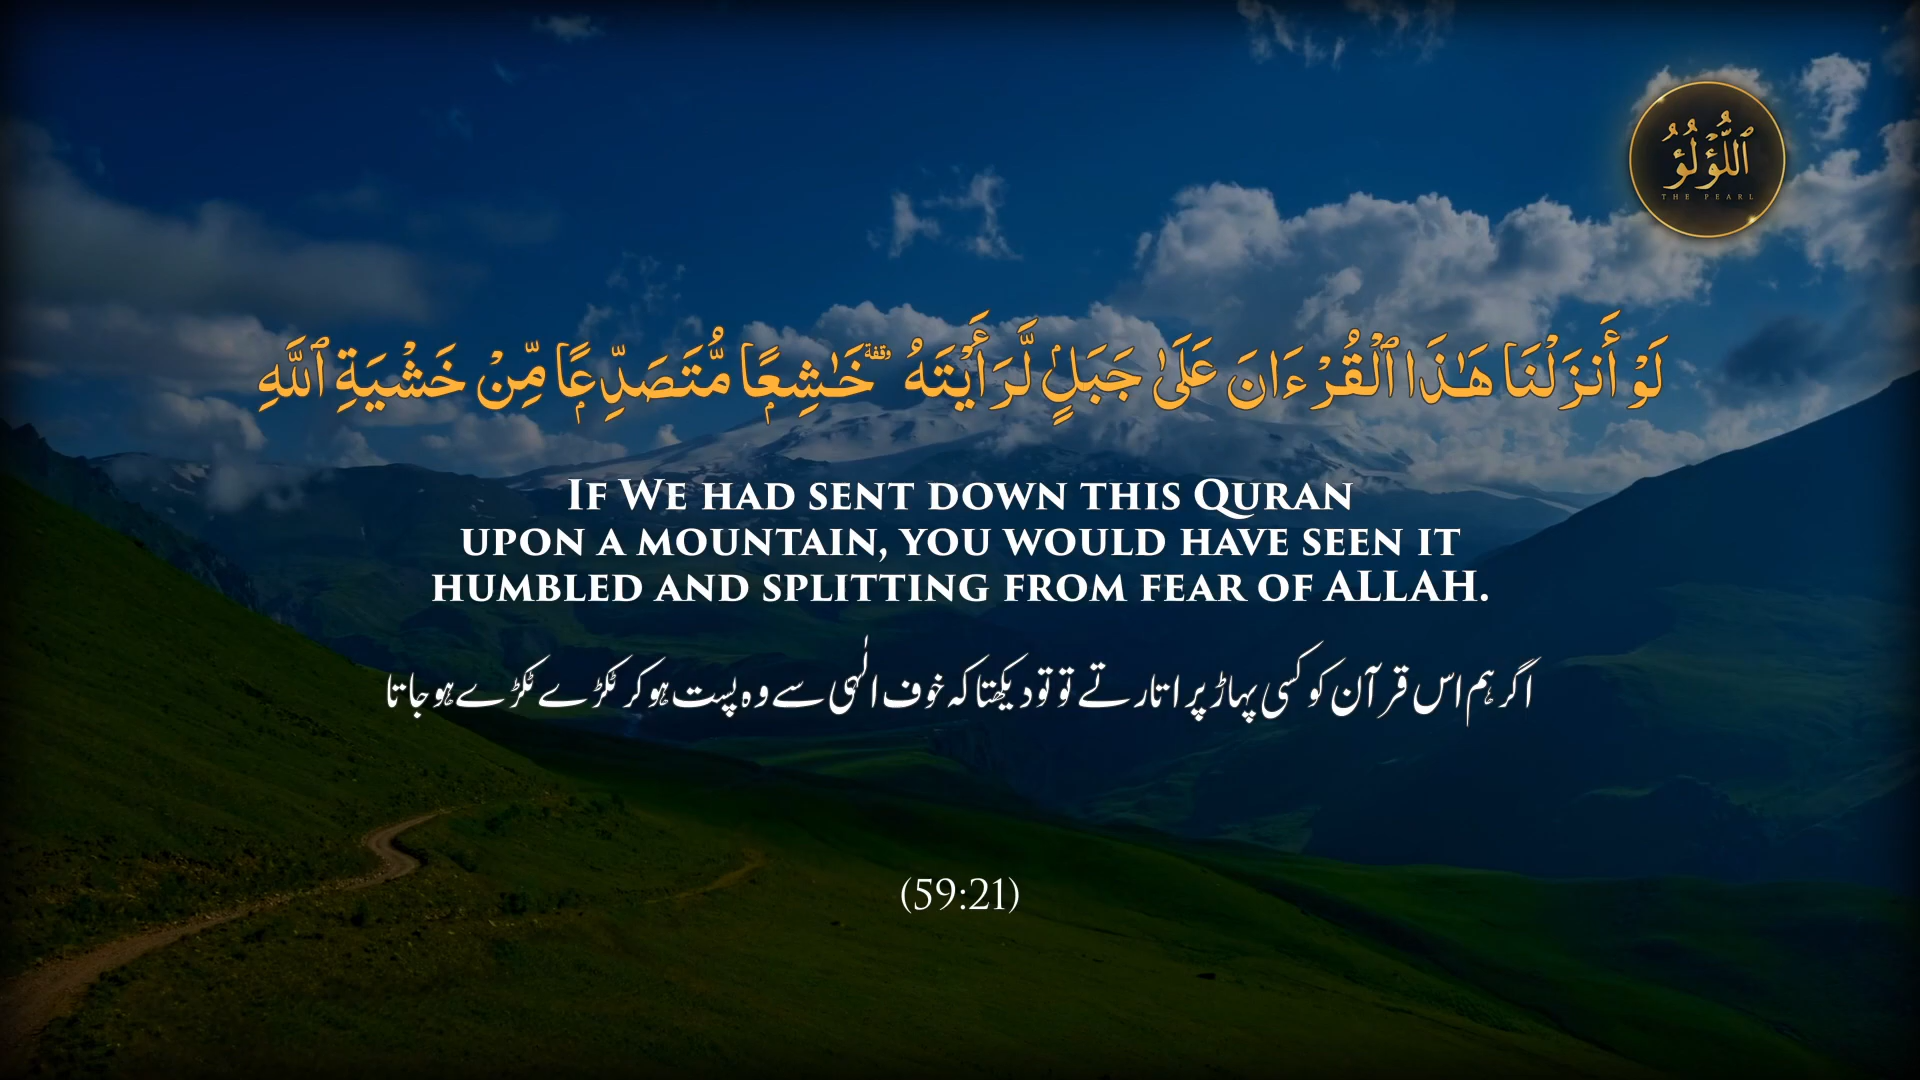 ٱللُّؤْلُؤُ
THE PEARL
لَوْ أَنزَلْنَا هَـٰذَا ٱلْقُرْءَانَ عَلَىٰ جَبَلٍ لَّرَأَيْتَهُۥ وقفة خَـٰشِعًا مُّتَصَدِّعًا مِّنْ خَشْيَةِ ٱللَّهِ
If We had sent down this Quran
upon a mountain, you would have seen it
humbled and splitting from fear of ALLAH.
اگر ہم اس قرآن کو کسی پہاڑ پر اتارتے تو تو دیکھتا کہ خوف الٰہی سے وہ پست ہو کر ٹکڑے ٹکڑے ہو جاتا
(59:21)